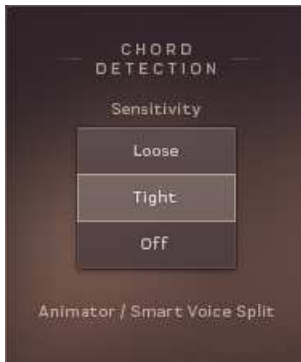 CHORD
DETECTION
Sensitivity
Loose
Tight
Off
Animator / Smart Voice Split